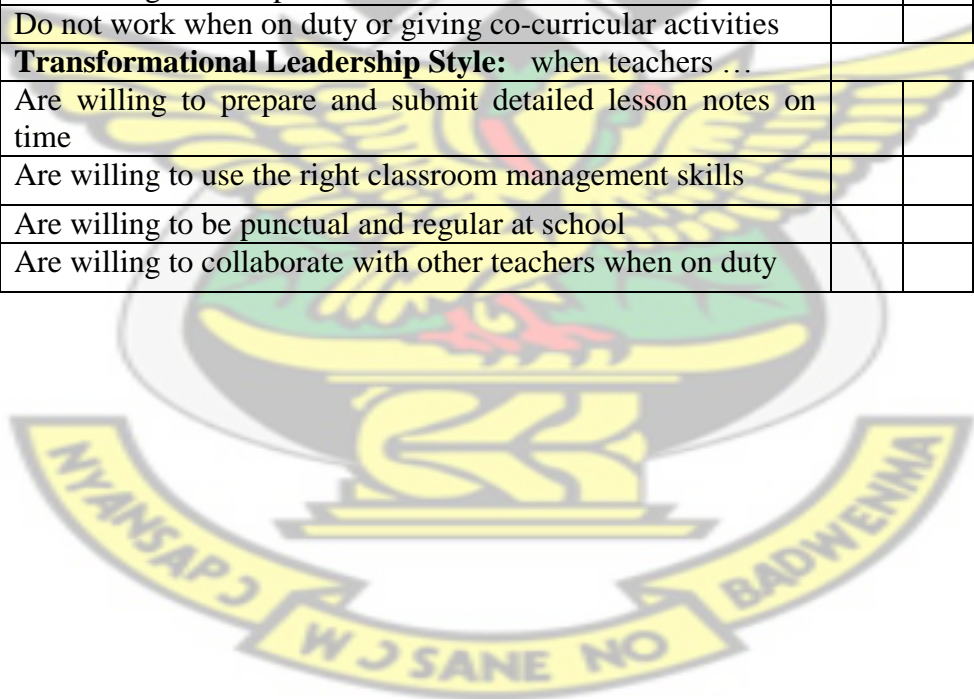 Do not work when on duty or giving co-curricular activities
Transformational Leadership Style: when teachers …
Are willing to prepare and submit detailed lesson notes on
time
Are willing to use the right classroom management skills
Are willing to be punctual and regular at school
Are willing to collaborate with other teachers when on duty
NYANSAPƆ
WƆSANE NO
BADWENMA